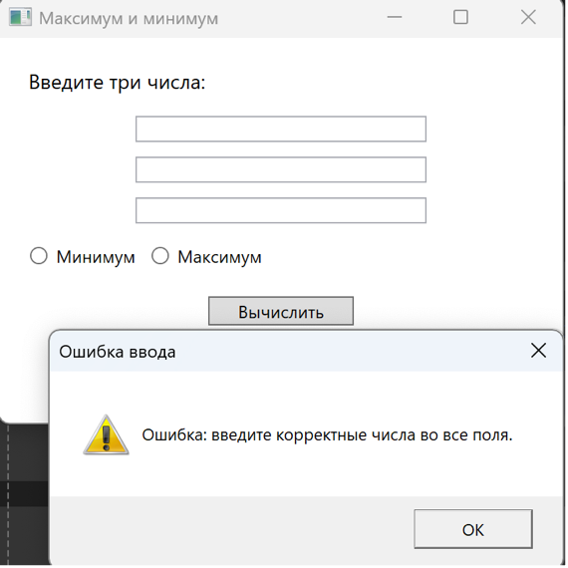 Максимум и минимум
Введите три числа:
Минимум Максимум
Вычислить
Ошибка ввода
Ошибка: введите корректные числа во все поля.
OK